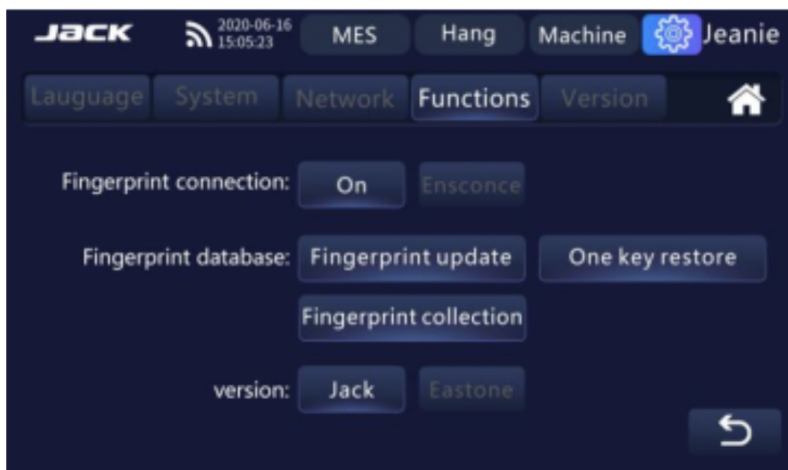 JACK 2020-06-16 15:05:23 MES Hang Machine Jeanie
Lauguage System Network Functions Version
Fingerprint connection: On Ensconce
Fingerprint database: Fingerprint update One key restore
Fingerprint collection
version: Jack Eastone